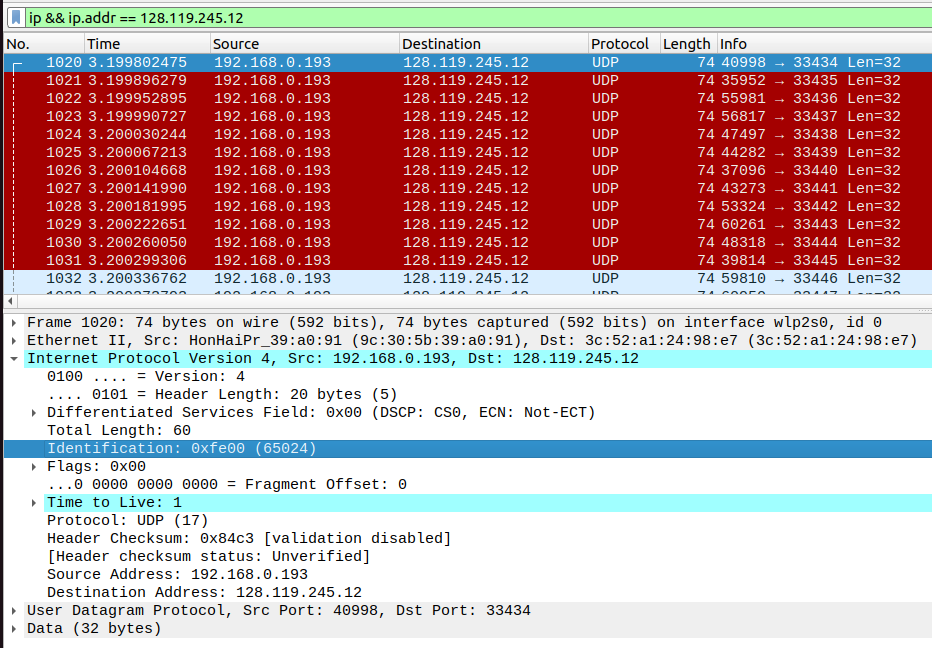 ip && ip.addr == 128.119.245.12
No. Time Source Destination Protocol Length Info
1020 3.199802475 192.168.0.193 128.119.245.12 UDP 74 40998 → 33434 Len=32
1021 3.199896279 192.168.0.193 128.119.245.12 UDP 74 35952 → 33435 Len=32
1022 3.199952895 192.168.0.193 128.119.245.12 UDP 74 55981 → 33436 Len=32
1023 3.199990727 192.168.0.193 128.119.245.12 UDP 74 56817 → 33437 Len=32
1024 3.200030244 192.168.0.193 128.119.245.12 UDP 74 47497 → 33438 Len=32
1025 3.200067213 192.168.0.193 128.119.245.12 UDP 74 44282 → 33439 Len=32
1026 3.200104668 192.168.0.193 128.119.245.12 UDP 74 37096 → 33440 Len=32
1027 3.200141990 192.168.0.193 128.119.245.12 UDP 74 43273 → 33441 Len=32
1028 3.200181995 192.168.0.193 128.119.245.12 UDP 74 53324 → 33442 Len=32
1029 3.200222651 192.168.0.193 128.119.245.12 UDP 74 60261 → 33443 Len=32
1030 3.200260050 192.168.0.193 128.119.245.12 UDP 74 48318 → 33444 Len=32
1031 3.200299306 192.168.0.193 128.119.245.12 UDP 74 39814 → 33445 Len=32
1032 3.200336762 192.168.0.193 128.119.245.12 UDP 74 59810 → 33446 Len=32
Frame 1020: 74 bytes on wire (592 bits), 74 bytes captured (592 bits) on interface wlp2s0, id 0
Ethernet II, Src: HonHaiPr_39:a0:91 (9c:30:5b:39:a0:91), Dst: 3c:52:a1:24:98:e7 (3c:52:a1:24:98:e7)
Internet Protocol Version 4, Src: 192.168.0.193, Dst: 128.119.245.12
0100 .... = Version: 4
.... 0101 = Header Length: 20 bytes (5)
Differentiated Services Field: 0x00 (DSCP: CS0, ECN: Not-ECT)
Total Length: 60
Identification: 0xfe00 (65024)
Flags: 0x00
...0 0000 0000 0000 = Fragment Offset: 0
Time to Live: 1
Protocol: UDP (17)
Header Checksum: 0x84c3 [validation disabled]
[Header checksum status: Unverified]
Source Address: 192.168.0.193
Destination Address: 128.119.245.12
User Datagram Protocol, Src Port: 40998, Dst Port: 33434
Data (32 bytes)